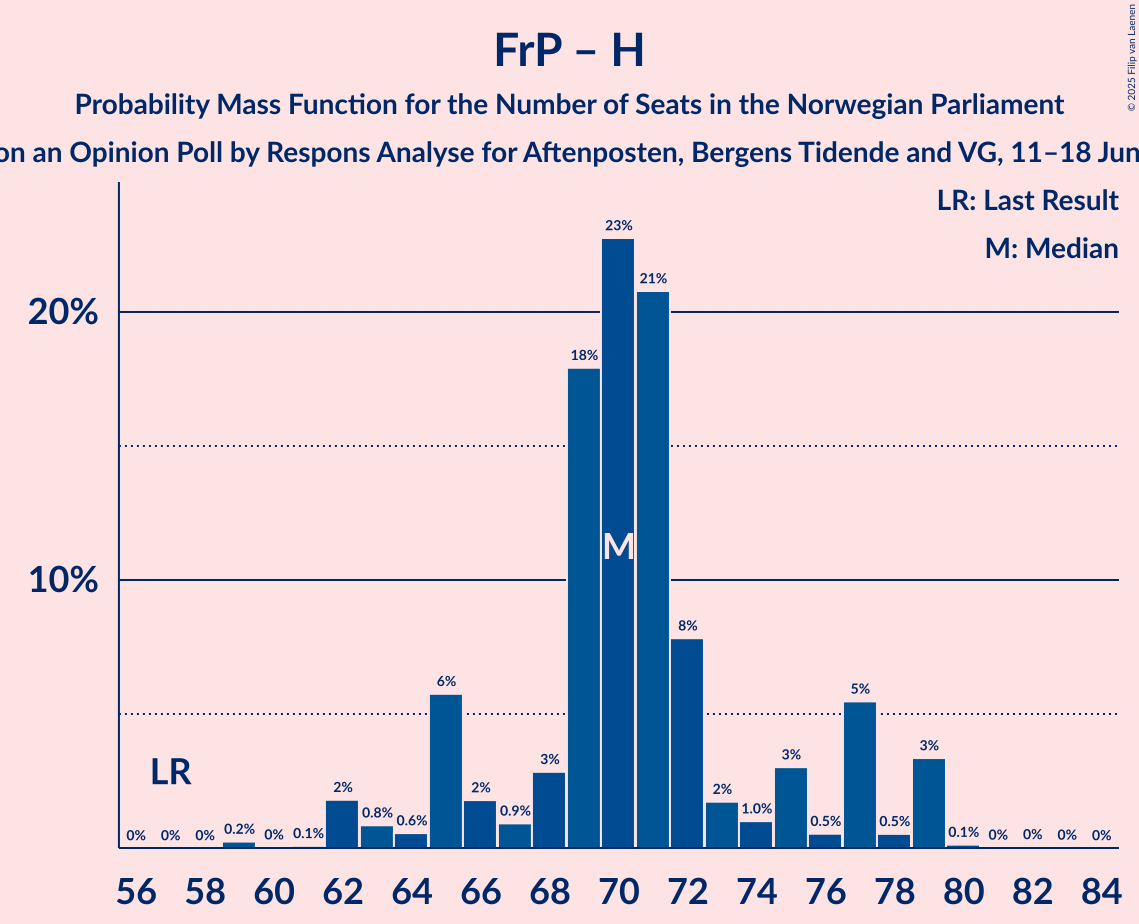 FrP – H
© 2025 Filip van Laenen
Probability Mass Function for the Number of Seats in the Norwegian Parliament
on an Opinion Poll by Respons Analyse for Aftenposten, Bergens Tidende and VG, 11–18 Jun
LR: Last Result
M: Median
20%
10%
0% 0% 0% 0.2% 0% 0.1% 2% 0.8% 0.6% 6% 2% 0.9% 3% 18% 23% 21% 8% 2% 1.0% 3% 0.5% 5% 0.5% 3% 0.1% 0% 0% 0% 0%
M
LR
56 58 60 62 64 66 68 70 72 74 76 78 80 82 84